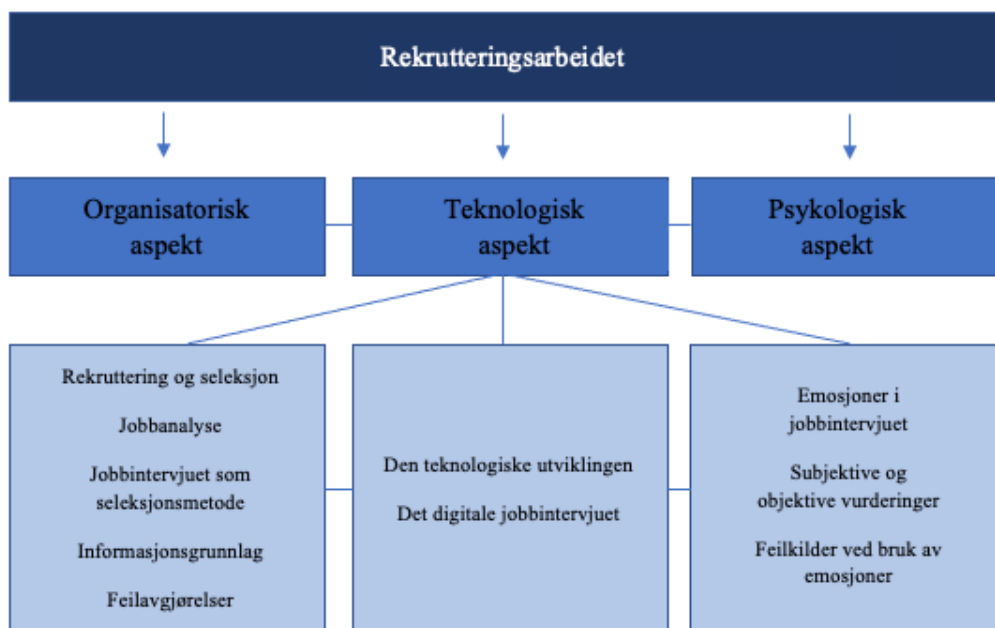 Rekrutteringsarbeidet
Organisatorisk
aspekt
Teknologisk
aspekt
Psykologisk
aspekt
Rekruttering og seleksjon
Jobbanalyse
Jobbintervjuet som
seleksjonsmetode
Informasjonsgrunnlag
Feilavgjørelser
Den teknologiske utviklingen
Det digitale jobbintervjuet
Emosjoner i
jobbintervjuet
Subjektive og
objektive vurderinger
Feilkilder ved bruk av
emosjoner